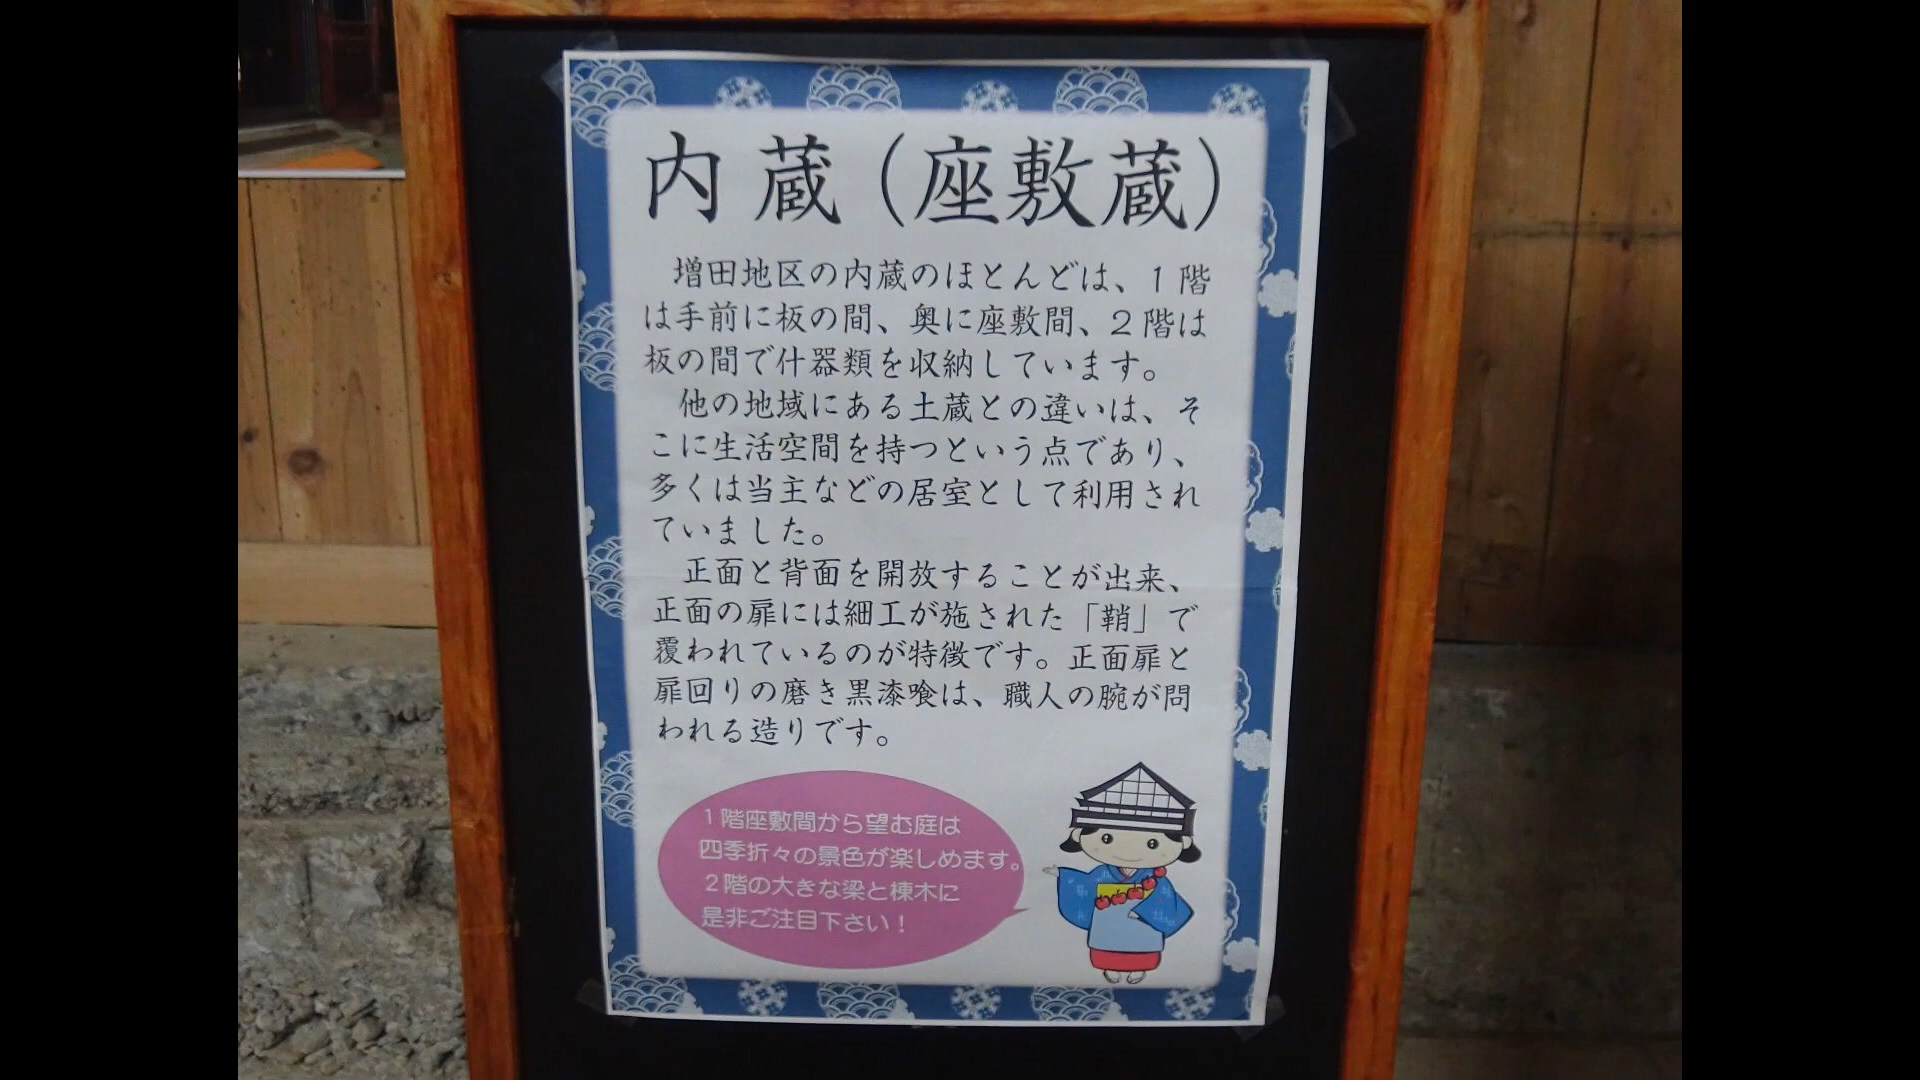 内蔵（座敷蔵）
増田地区の内蔵のほとんどは、１階
は手前に板の間、奥に座敷間、２階は
板の間で什器類を収納しています。
他の地域にある土蔵との違いは、そ
こに生活空間を持つという点であり、
多くは当主などの居室として利用され
ていました。
正面と背面を開放することが出来、
正面の扉には細工が施された「鞘」で
覆われているのが特徴です。正面扉と
扉回りの磨き黒漆喰は、職人の腕が問
われる造りです。
１階座敷間から望む庭は
四季折々の景色が楽しめます。
２階の大きな梁と棟木に
是非ご注目下さい！